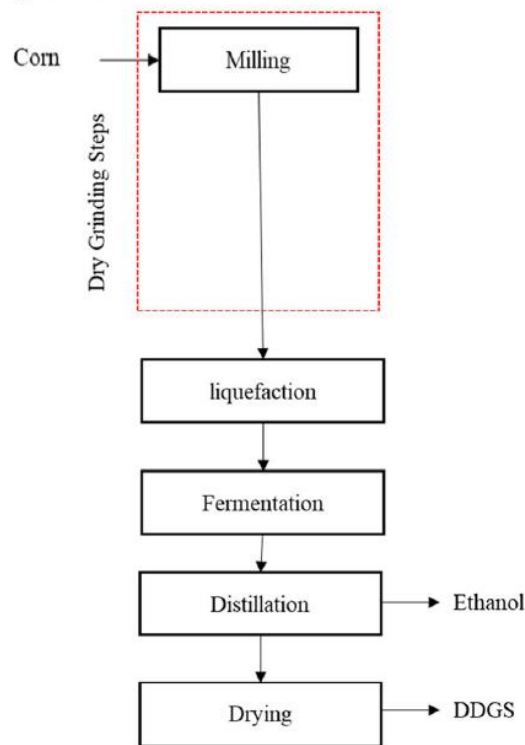 Corn
Milling
Dry Grinding Steps
liquefaction
Fermentation
Distillation
Ethanol
Drying
DDGS